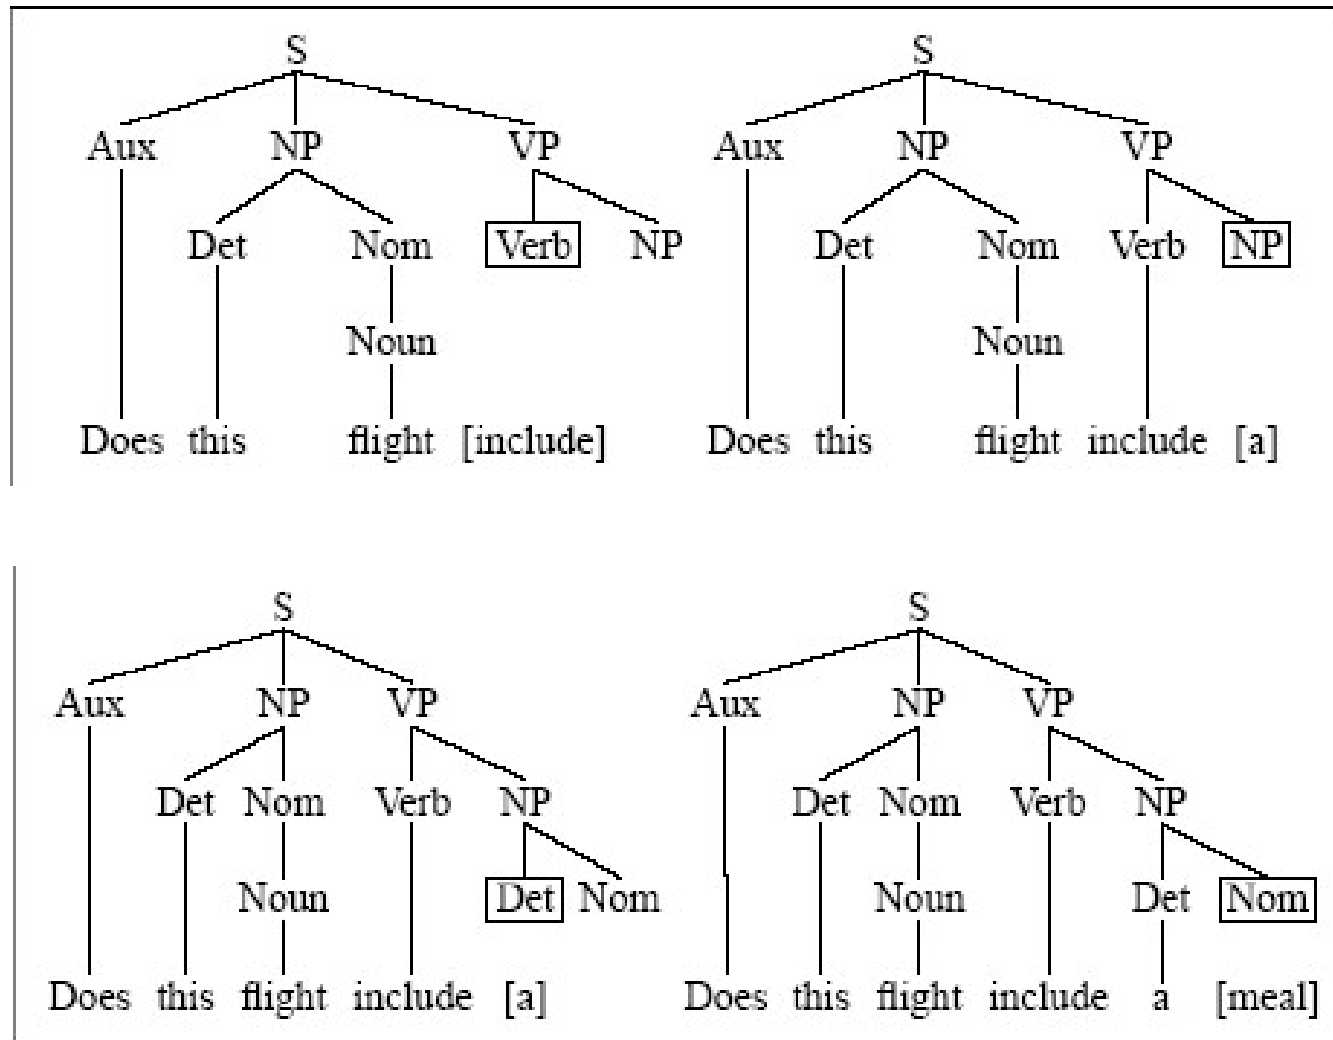 S S
Aux NP VP Aux NP VP
Det Nom Verb NP Det Nom Verb NP
Noun Noun
Does this flight [include] Does this flight include [a]
S S
Aux NP VP Aux NP VP
Det Nom Verb NP Det Nom Verb NP
Noun Det Nom Noun Det Nom
Does this flight include [a] Does this flight include a [meal]